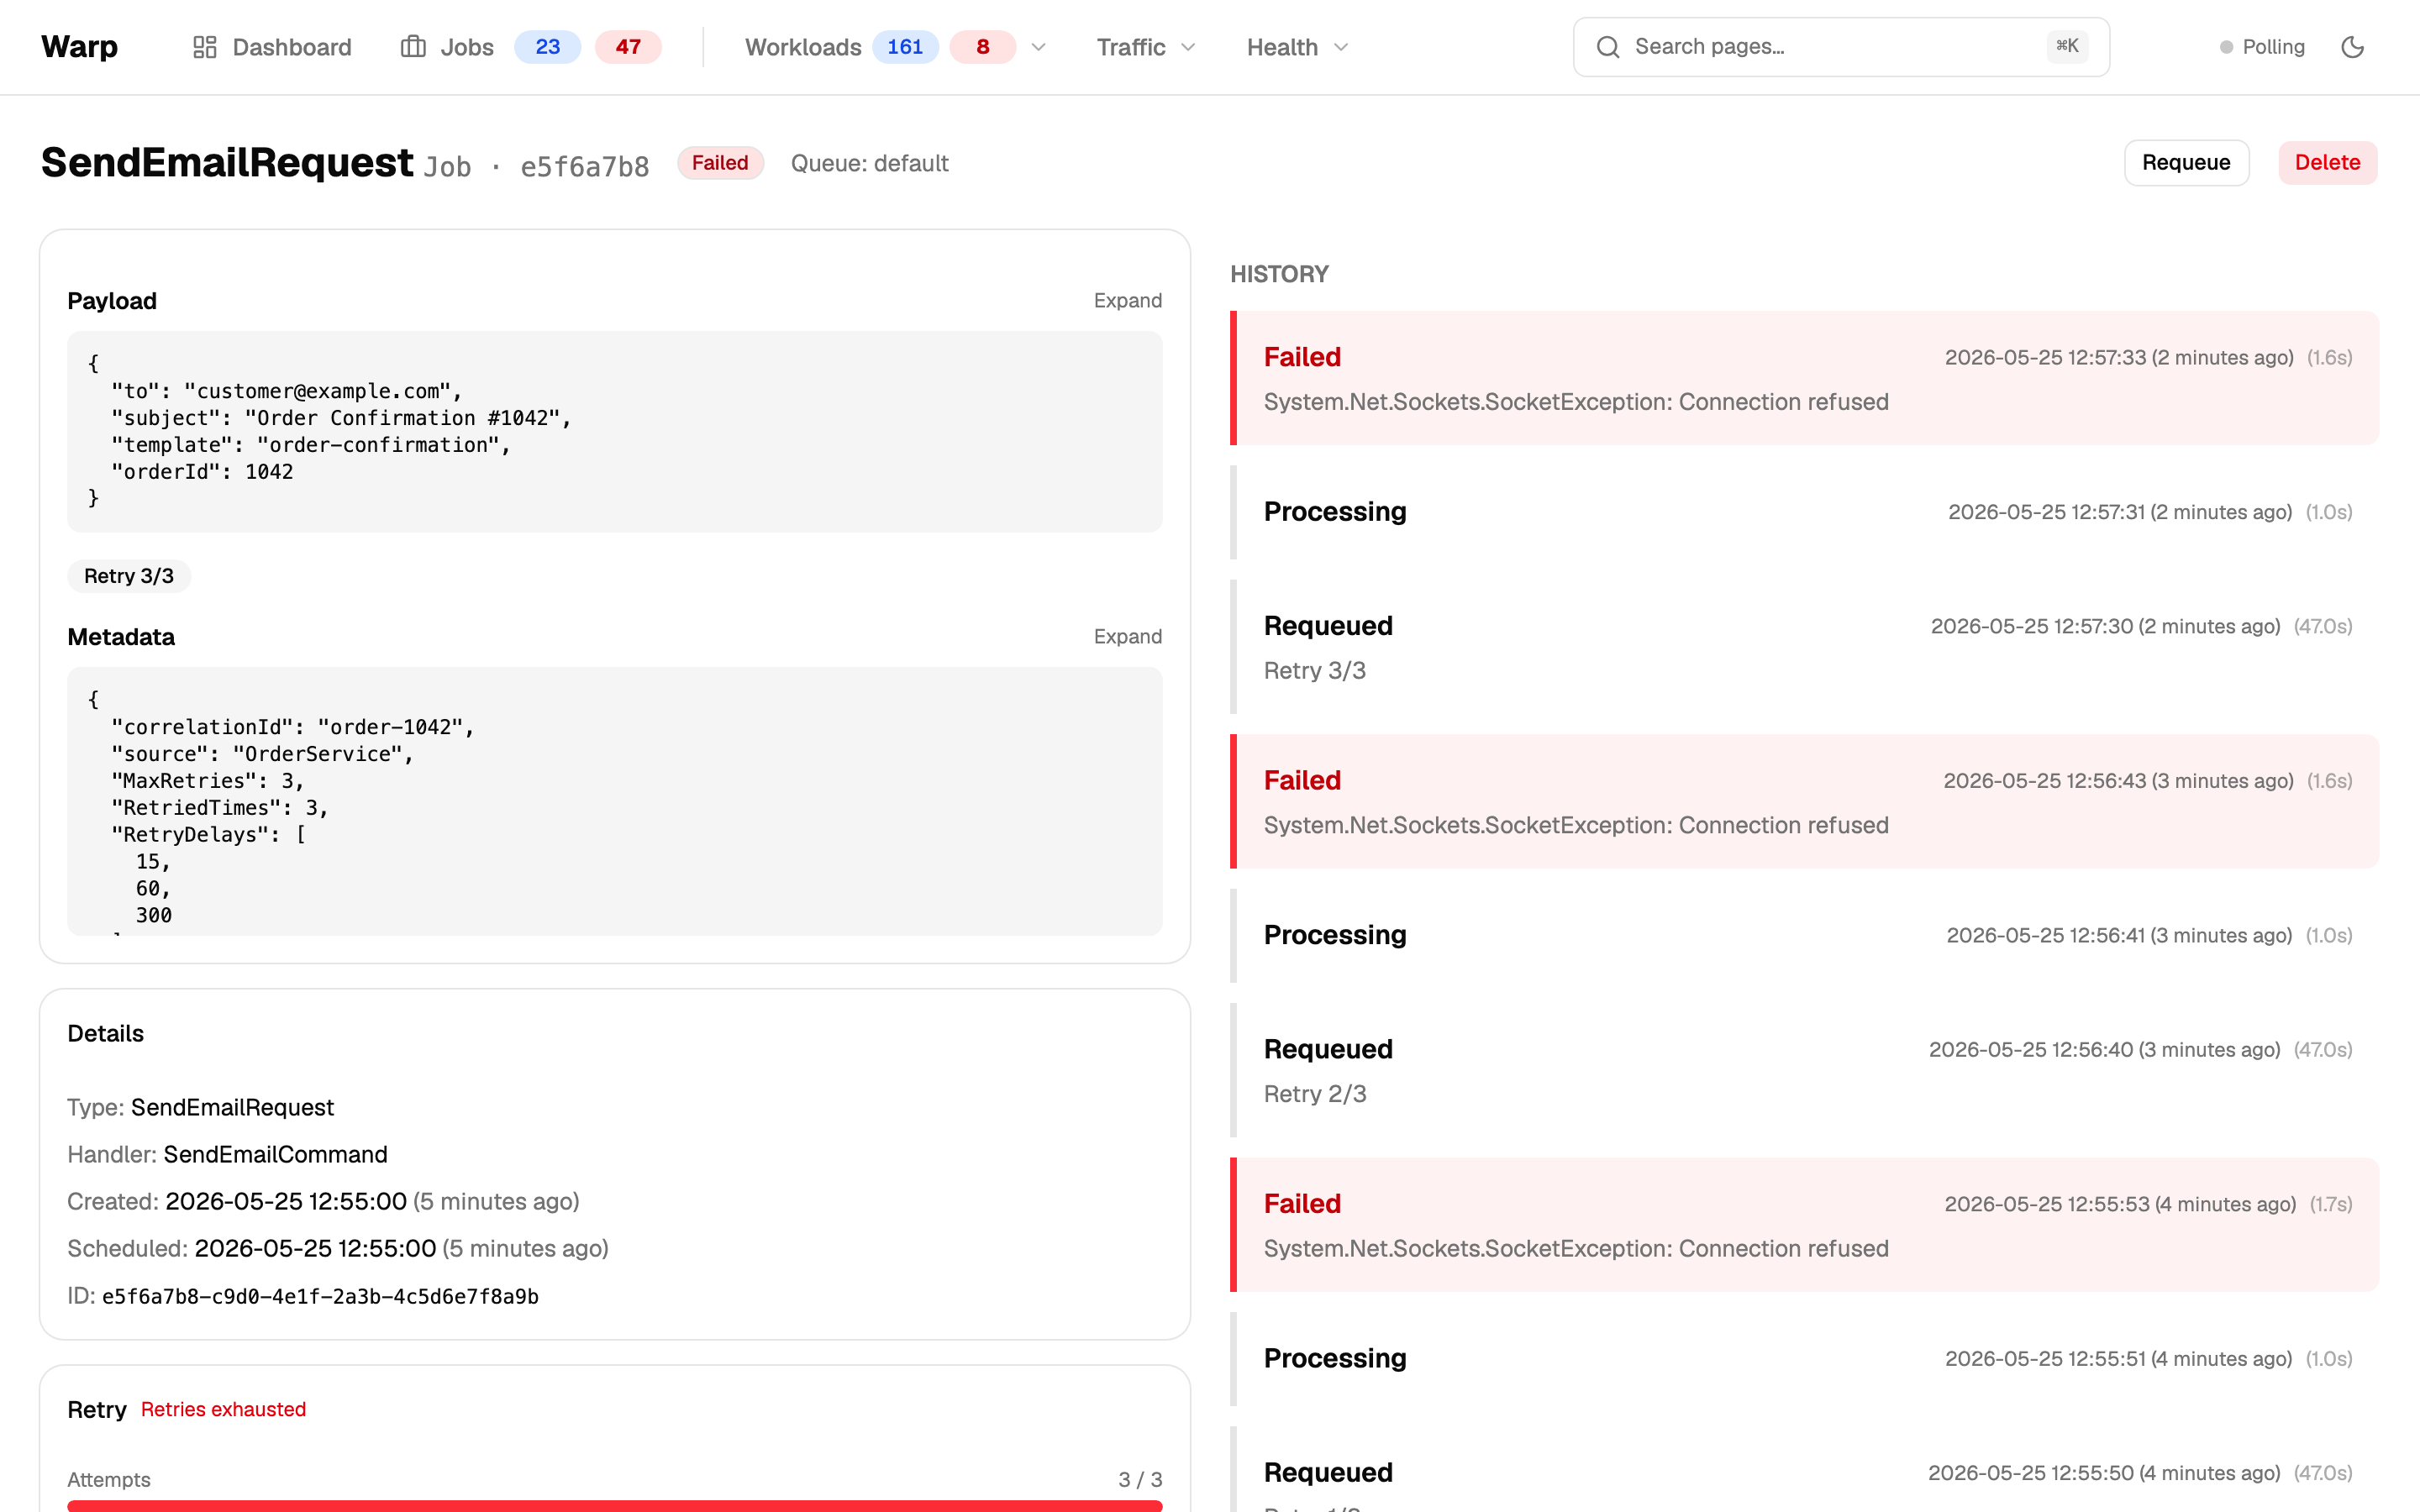 Warp
Dashboard
Jobs 23 47
Workloads 161 8
Traffic
Health
Search pages... ⌘K
Polling
SendEmailRequest Job · e5f6a7b8 Failed Queue: default
Requeue
Delete
Payload Expand
{
"to": "customer@example.com",
"subject": "Order Confirmation #1042",
"template": "order-confirmation",
"orderId": 1042
}
Retry 3/3
Metadata Expand
{
"correlationId": "order-1042",
"source": "OrderService",
"MaxRetries": 3,
"RetriedTimes": 3,
"RetryDelays": [
15,
60,
300
Details
Type: SendEmailRequest
Handler: SendEmailCommand
Created: 2026-05-25 12:55:00 (5 minutes ago)
Scheduled: 2026-05-25 12:55:00 (5 minutes ago)
ID: e5f6a7b8-c9d0-4e1f-2a3b-4c5d6e7f8a9b
Retry Retries exhausted
Attempts 3 / 3
HISTORY
Failed 2026-05-25 12:57:33 (2 minutes ago) (1.6s)
System.Net.Sockets.SocketException: Connection refused
Processing 2026-05-25 12:57:31 (2 minutes ago) (1.0s)
Requeued 2026-05-25 12:57:30 (2 minutes ago) (47.0s)
Retry 3/3
Failed 2026-05-25 12:56:43 (3 minutes ago) (1.6s)
System.Net.Sockets.SocketException: Connection refused
Processing 2026-05-25 12:56:41 (3 minutes ago) (1.0s)
Requeued 2026-05-25 12:56:40 (3 minutes ago) (47.0s)
Retry 2/3
Failed 2026-05-25 12:55:53 (4 minutes ago) (1.7s)
System.Net.Sockets.SocketException: Connection refused
Processing 2026-05-25 12:55:51 (4 minutes ago) (1.0s)
Requeued 2026-05-25 12:55:50 (4 minutes ago) (47.0s)